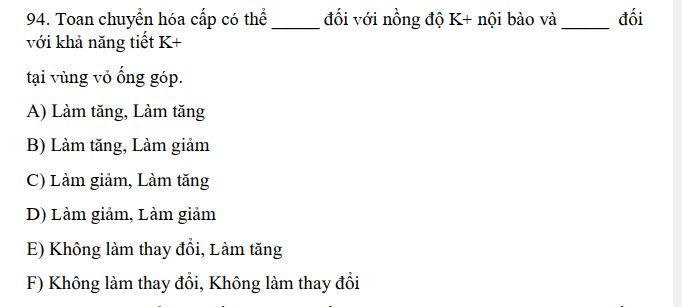 94. Toan chuyển hóa cấp có thể _____ đối với nồng độ K+ nội bào và _____ đối
với khả năng tiết K+
tại vùng vỏ ống góp.
A) Làm tăng, Làm tăng
B) Làm tăng, Làm giảm
C) Làm giảm, Làm tăng
D) Làm giảm, Làm giảm
E) Không làm thay đổi, Làm tăng
F) Không làm thay đổi, Không làm thay đổi